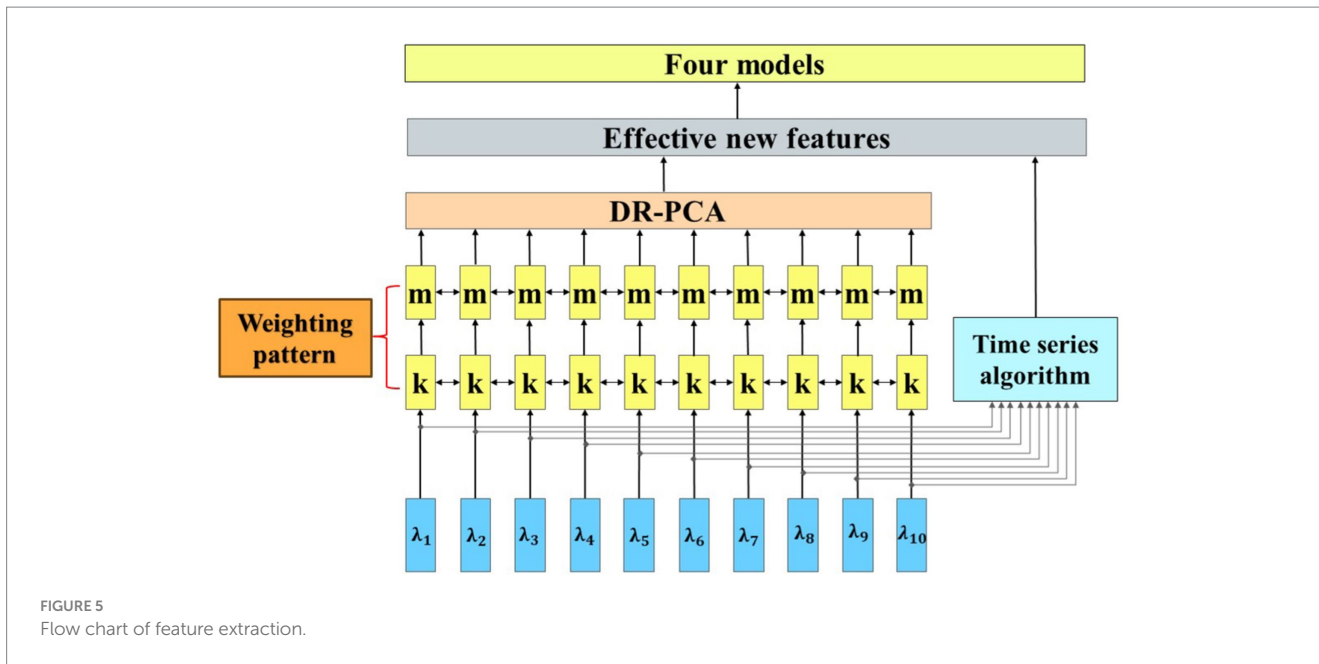 Four models
Effective new features
DR-PCA
m m m m m m m m m m
Weighting
pattern
k k k k k k k k k k
Time series
algorithm
λ₁ λ₂ λ₃ λ₄ λ₅ λ₆ λ₇ λ₈ λ₉ λ₁₀
FIGURE 5
Flow chart of feature extraction.